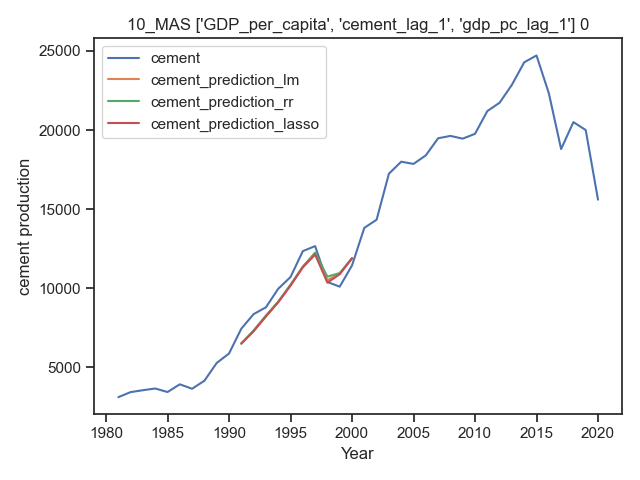 10_MAS ['GDP_per_capita', 'cement_lag_1', 'gdp_pc_lag_1'] 0
cement
cement_prediction_lm
cement_prediction_rr
cement_prediction_lasso
cement production
25000
20000
15000
10000
5000
1980 1985 1990 1995 2000 2005 2010 2015 2020
Year